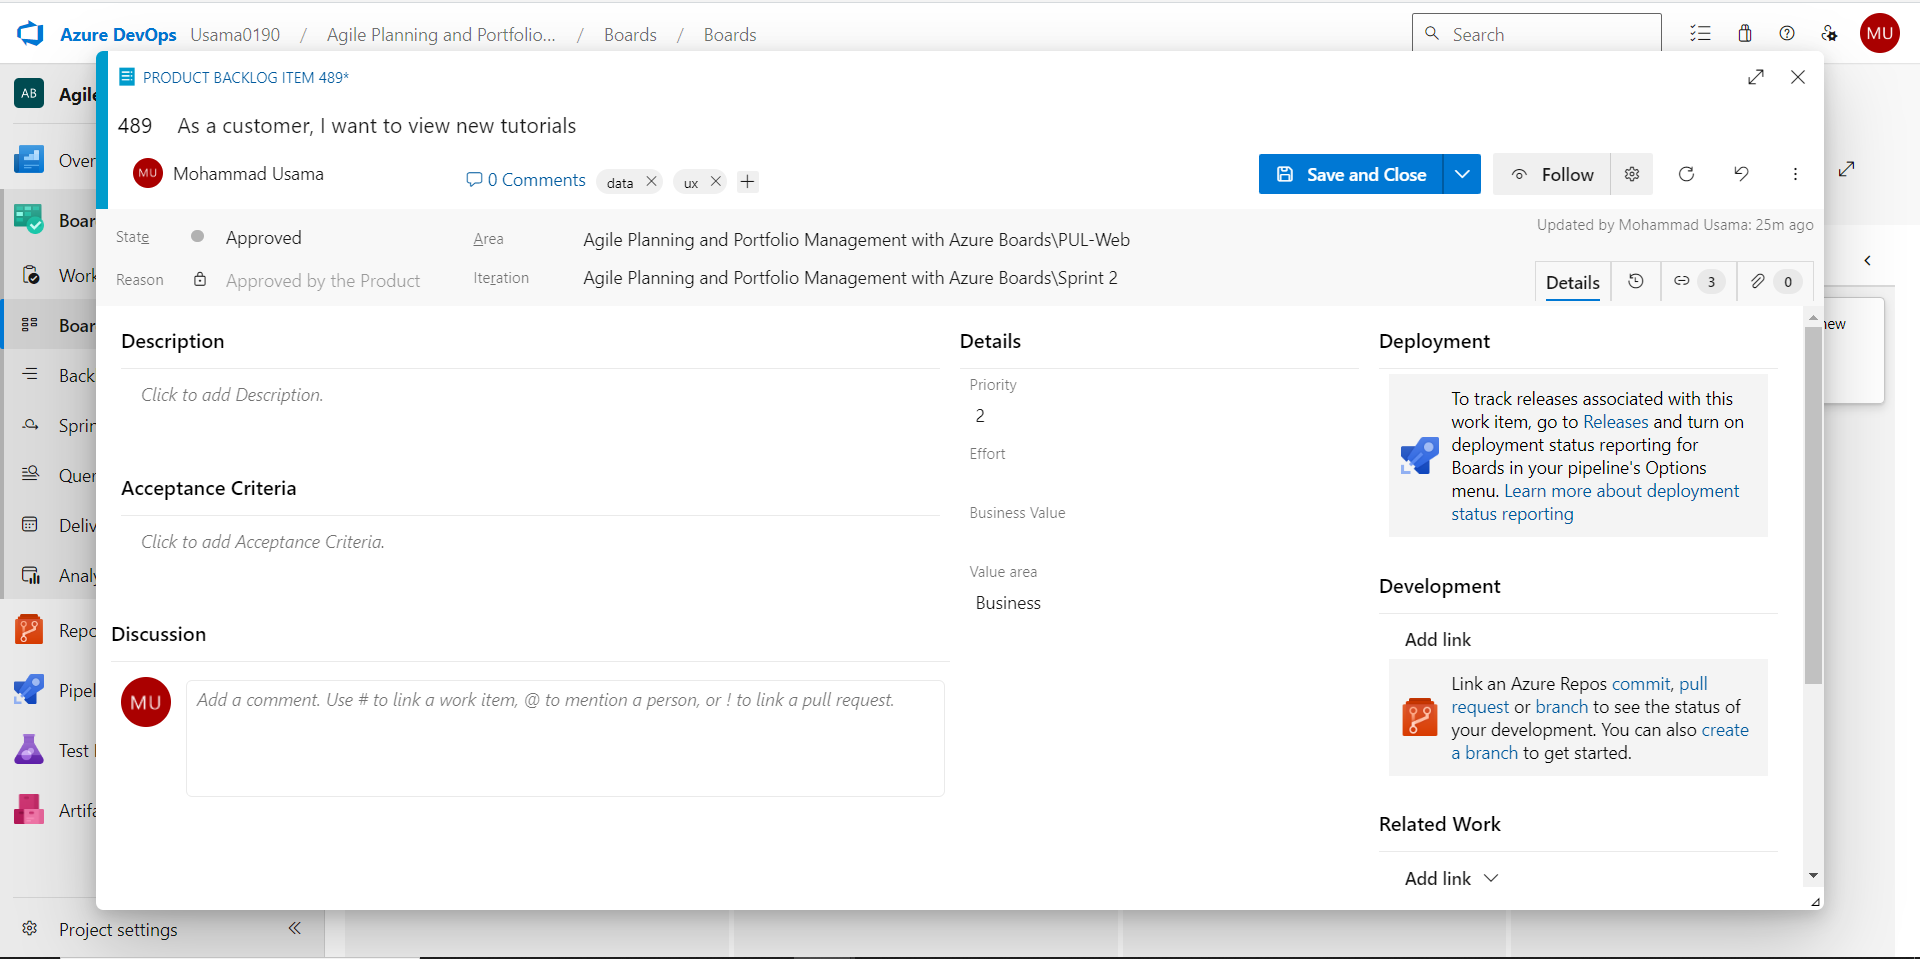 Azure DevOps Usama0190 / Agile Planning and Portfolio... / Boards / Boards
Search
MU
AB
PRODUCT BACKLOG ITEM 489*
489 As a customer, I want to view new tutorials
MU Mohammad Usama
0 Comments
data
ux
Save and Close
Follow
Updated by Mohammad Usama: 25m ago
State
Approved
Area
Agile Planning and Portfolio Management with Azure Boards\PUL-Web
Reason
Approved by the Product
Iteration
Agile Planning and Portfolio Management with Azure Boards\Sprint 2
Details
3
0
Description
Click to add Description.
Acceptance Criteria
Click to add Acceptance Criteria.
Discussion
MU
Add a comment. Use # to link a work item, @ to mention a person, or ! to link a pull request.
Details
Priority
2
Effort
Business Value
Value area
Business
Deployment
To track releases associated with this
work item, go to Releases and turn on
deployment status reporting for
Boards in your pipeline's Options
menu. Learn more about deployment
status reporting
Development
Add link
Link an Azure Repos commit, pull
request or branch to see the status of
your development. You can also create
a branch to get started.
Related Work
Add link
Agile
Over
Boar
Work
Boar
Back
Sprin
Quer
Deliv
Analy
Repo
Pipel
Test
Artifa
Project settings